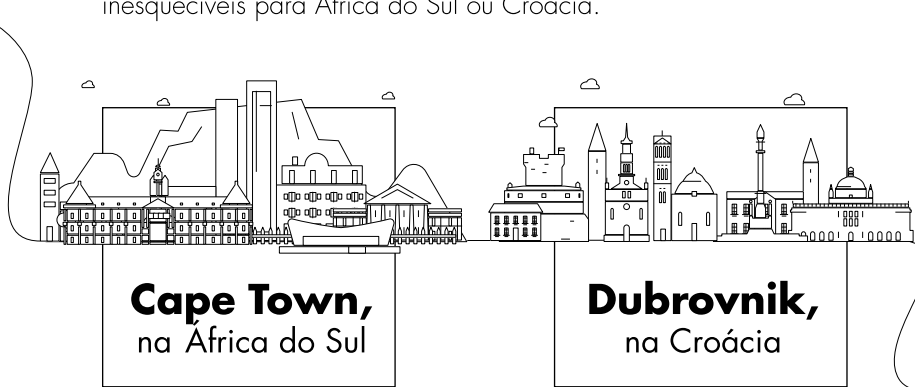 inesquecíveis para África do Sul ou Croácia.
Cape Town,
na África do Sul
Dubrovnik,
na Croácia